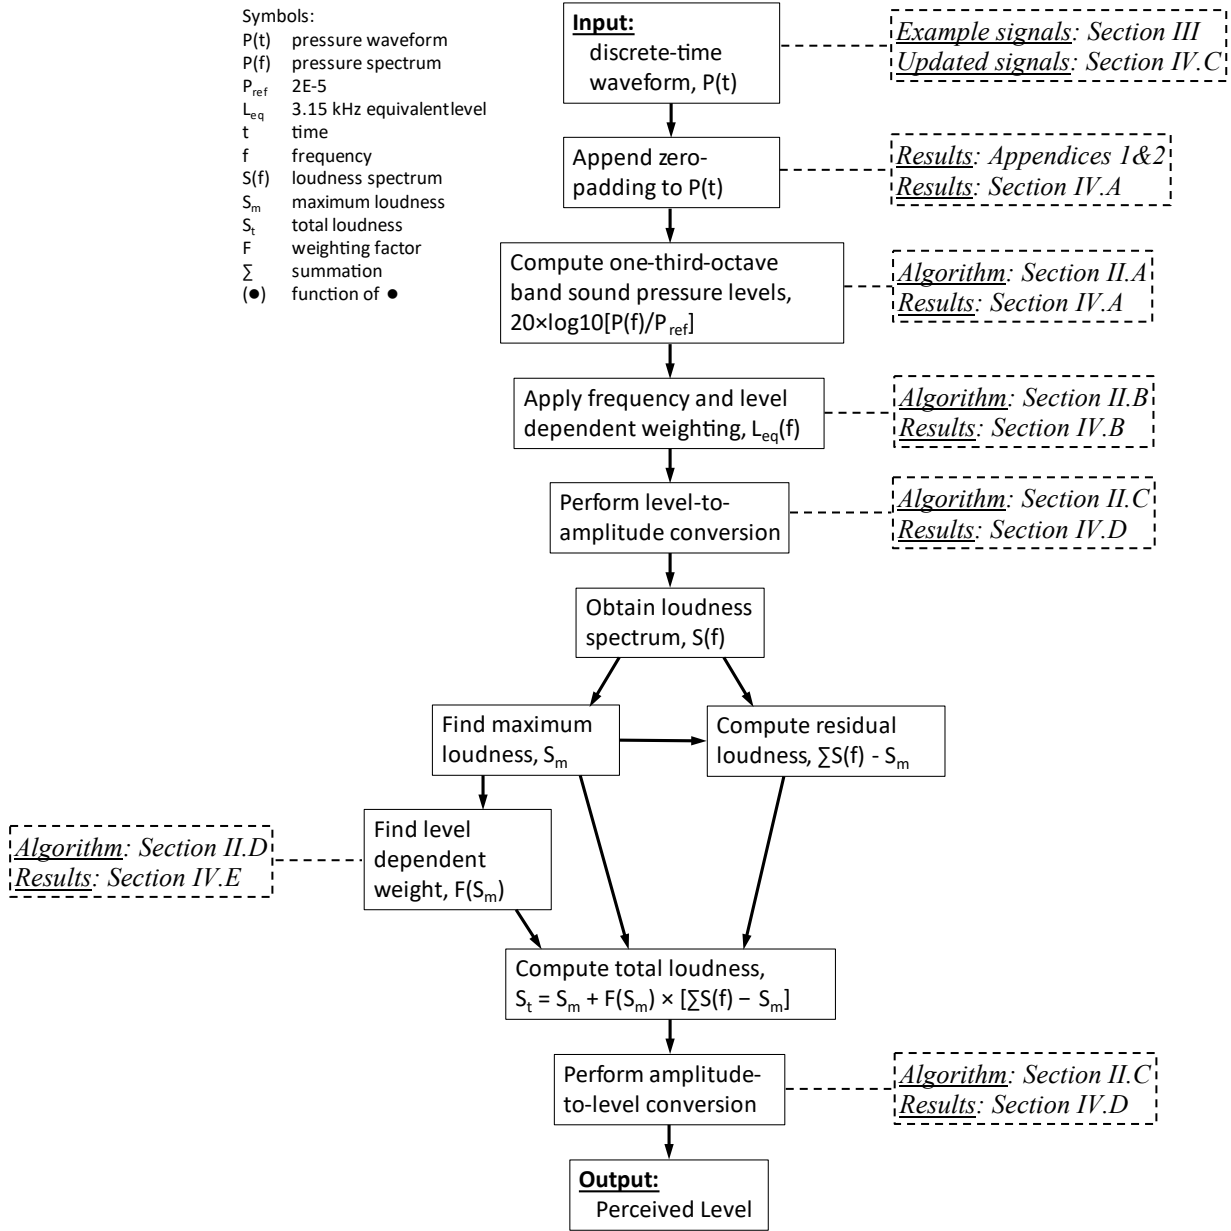 Symbols:
P(t) pressure waveform
P(f) pressure spectrum
Pref 2E-5
Leq 3.15 kHz equivalentlevel
t time
f frequency
S(f) loudness spectrum
Sm maximum loudness
St total loudness
F weighting factor
∑ summation
(●) function of ●
Input:
discrete-time
waveform, P(t)
Example signals: Section III
Updated signals: Section IV.C
Append zero-
padding to P(t)
Results: Appendices 1&2
Results: Section IV.A
Compute one-third-octave
band sound pressure levels,
20×log10[P(f)/Pref]
Algorithm: Section II.A
Results: Section IV.A
Apply frequency and level
dependent weighting, Leq(f)
Algorithm: Section II.B
Results: Section IV.B
Perform level-to-
amplitude conversion
Algorithm: Section II.C
Results: Section IV.D
Obtain loudness
spectrum, S(f)
Find maximum
loudness, Sm
Compute residual
loudness, ∑S(f) - Sm
Algorithm: Section II.D
Results: Section IV.E
Find level
dependent
weight, F(Sm)
Compute total loudness,
St = Sm + F(Sm) × [∑S(f) – Sm]
Perform amplitude-
to-level conversion
Algorithm: Section II.C
Results: Section IV.D
Output:
Perceived Level